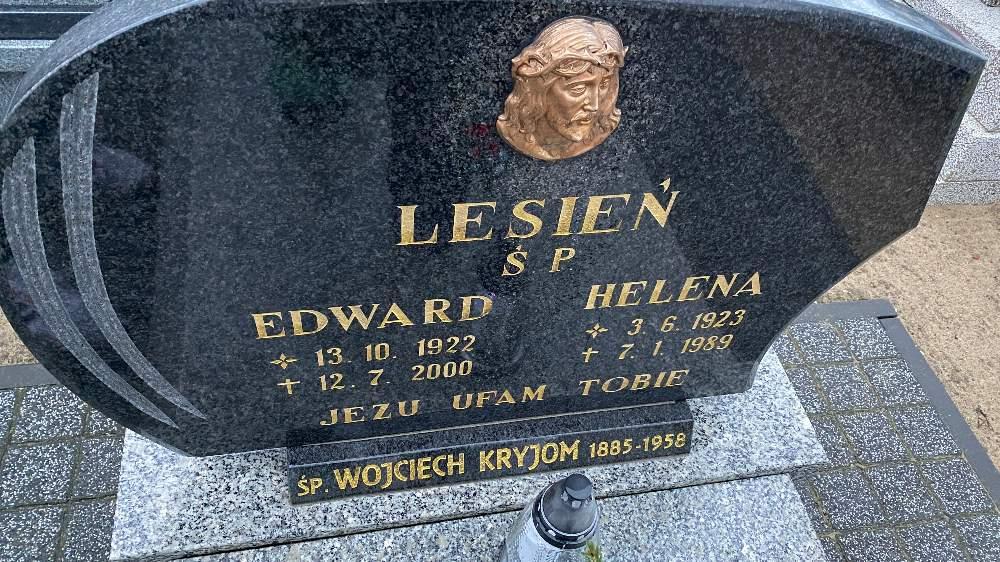 LESIEŃ
Ś P.
EDWARD
13. 10. 1922
12. 7. 2000
HELENA
3. 6. 1923
7. 1. 1989
JEZU UFAM TOBIE
ŚP. WOJCIECH KRYJOM 1885-1958